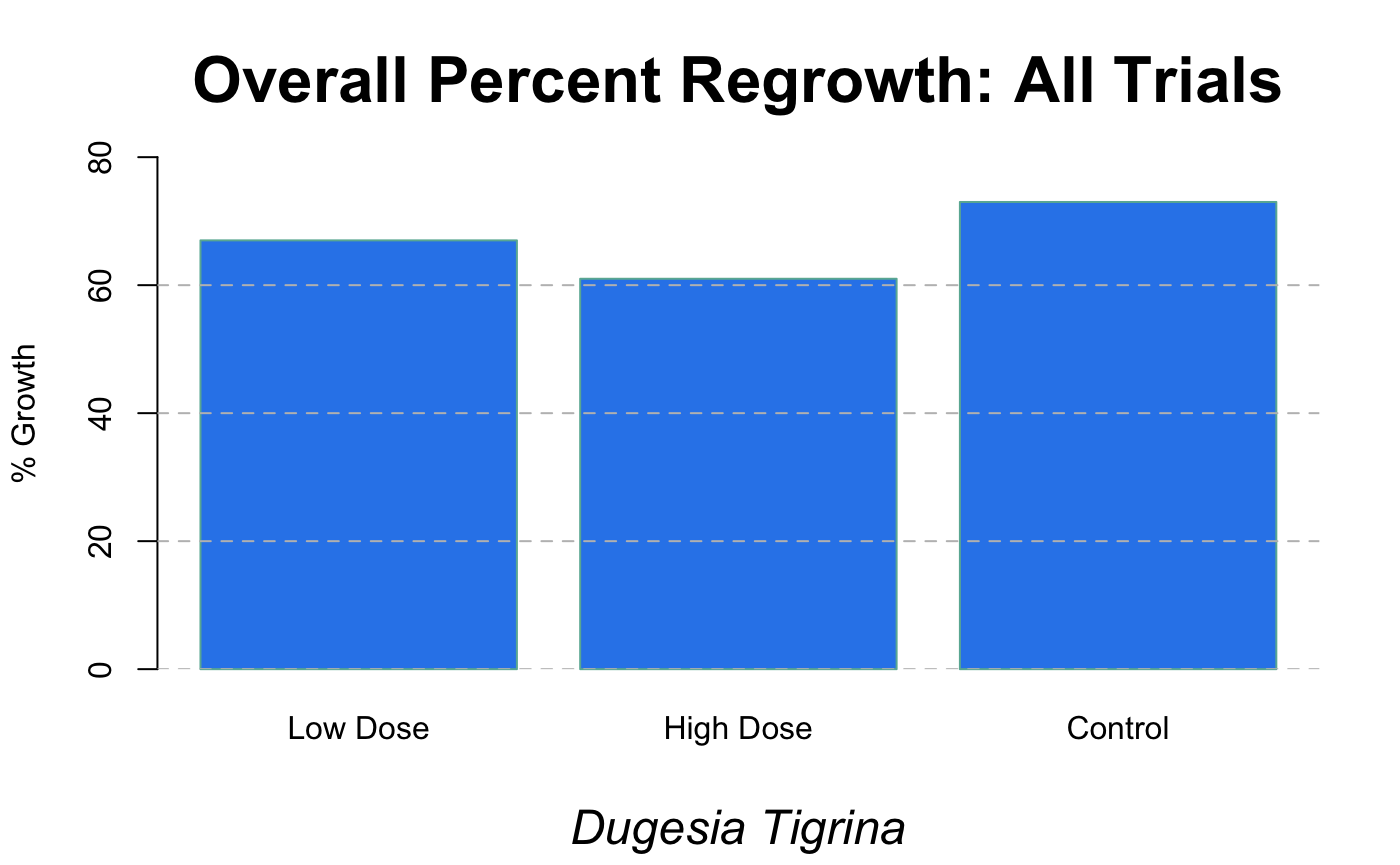 Overall Percent Regrowth: All Trials
80
60
40
20
0
% Growth
Low Dose High Dose Control
Dugesia Tigrina